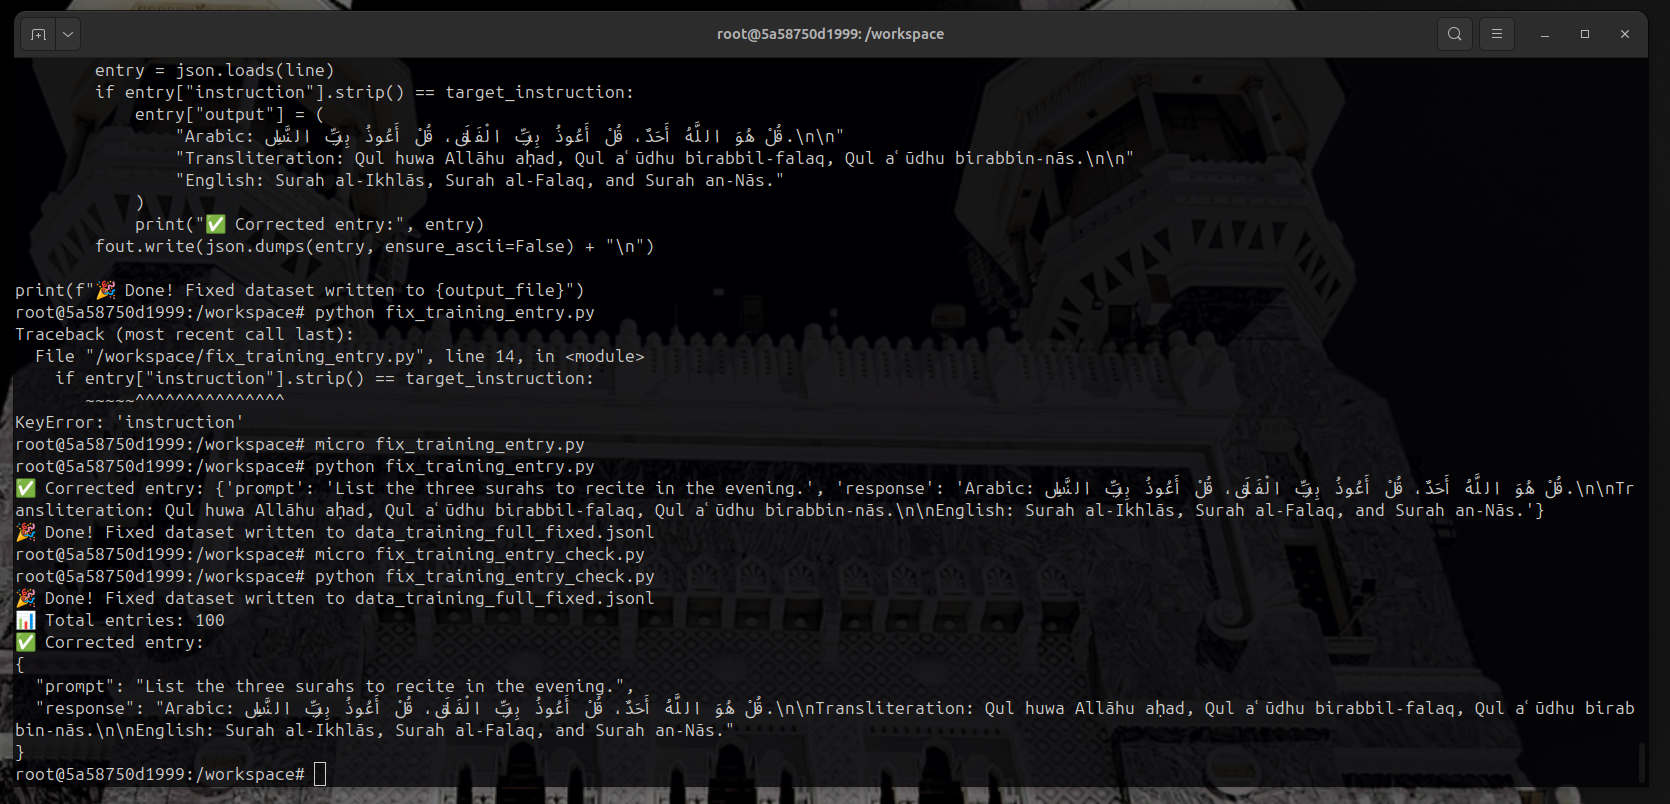 root@5a58750d1999: /workspace
entry = json.loads(line)
if entry["instruction"].strip() == target_instruction:
entry["output"] = (
"Arabic: قُلْ هُوَ اللَّهُ أَحَدٌ، قُلْ أَعُوذُ بِرَبِّ الْفَلَقِ، قُلْ أَعُوذُ بِرَبِّ النَّاسِ.\n\n"
"Transliteration: Qul huwa Allāhu aḥad, Qul aʿūdhu birabbil-falaq, Qul aʿūdhu birabbin-nās.\n\n"
"English: Surah al-Ikhlās, Surah al-Falaq, and Surah an-Nās."
)
print("✅ Corrected entry:", entry)
fout.write(json.dumps(entry, ensure_ascii=False) + "\n")
print(f"🎉 Done! Fixed dataset written to {output_file}")
root@5a58750d1999:/workspace# python fix_training_entry.py
Traceback (most recent call last):
File "/workspace/fix_training_entry.py", line 14, in <module>
if entry["instruction"].strip() == target_instruction:
~~~~~^^^^^^^^^^^^^^^
KeyError: 'instruction'
root@5a58750d1999:/workspace# micro fix_training_entry.py
root@5a58750d1999:/workspace# python fix_training_entry.py
✅ Corrected entry: {'prompt': 'List the three surahs to recite in the evening.', 'response': 'Arabic: قُلْ هُوَ اللَّهُ أَحَدٌ، قُلْ أَعُوذُ بِرَبِّ الْفَلَقِ، قُلْ أَعُوذُ بِرَبِّ النَّاسِ.\n\nTr
ansliteration: Qul huwa Allāhu aḥad, Qul aʿūdhu birabbil-falaq, Qul aʿūdhu birabbin-nās.\n\nEnglish: Surah al-Ikhlās, Surah al-Falaq, and Surah an-Nās.'}
🎉 Done! Fixed dataset written to data_training_full_fixed.jsonl
root@5a58750d1999:/workspace# micro fix_training_entry_check.py
root@5a58750d1999:/workspace# python fix_training_entry_check.py
🎉 Done! Fixed dataset written to data_training_full_fixed.jsonl
📊 Total entries: 100
✅ Corrected entry:
{
"prompt": "List the three surahs to recite in the evening.",
"response": "Arabic: قُلْ هُوَ اللَّهُ أَحَدٌ، قُلْ أَعُوذُ بِرَبِّ الْفَلَقِ، قُلْ أَعُوذُ بِرَبِّ النَّاسِ.\n\nTransliteration: Qul huwa Allāhu aḥad, Qul aʿūdhu birabbil-falaq, Qul aʿūdhu birab
bin-nās.\n\nEnglish: Surah al-Ikhlās, Surah al-Falaq, and Surah an-Nās."
}
root@5a58750d1999:/workspace#